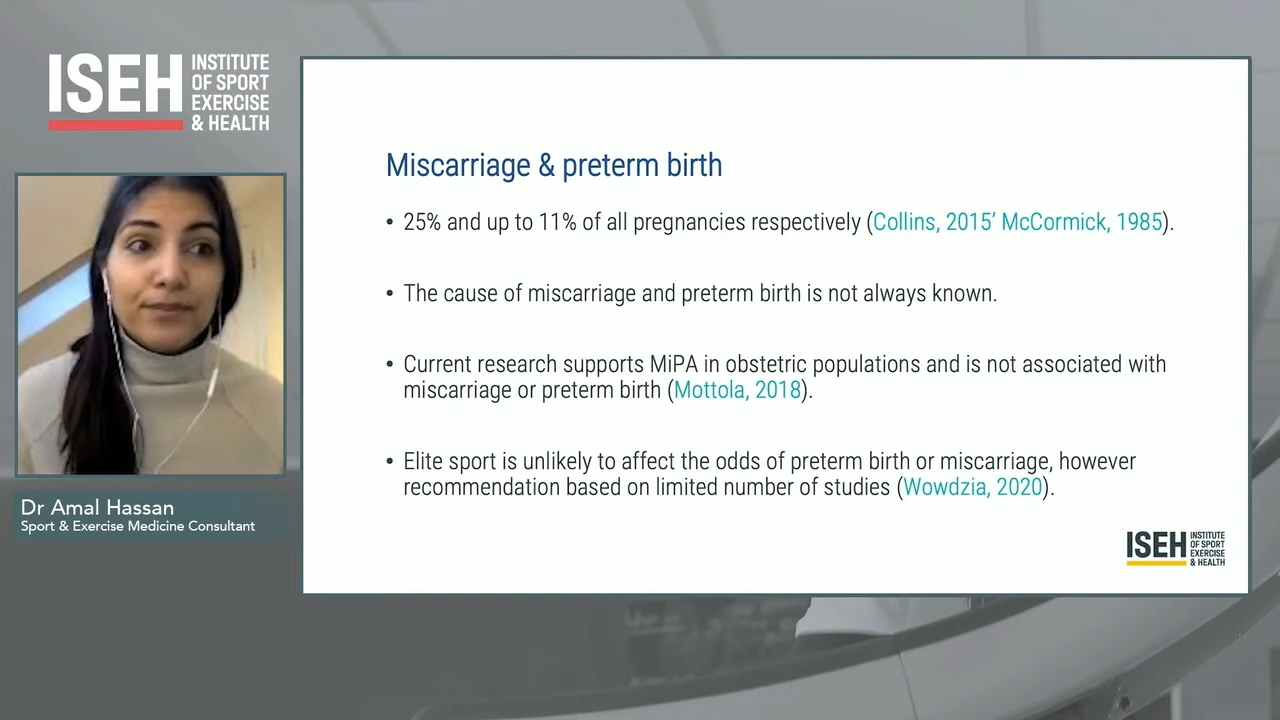 ISEH INSTITUTE
OF SPORT
EXERCISE
& HEALTH
Dr Amal Hassan
Sport & Exercise Medicine Consultant
Miscarriage & preterm birth
• 25% and up to 11% of all pregnancies respectively (Collins, 2015’ McCormick, 1985).
• The cause of miscarriage and preterm birth is not always known.
• Current research supports MiPA in obstetric populations and is not associated with
miscarriage or preterm birth (Mottola, 2018).
• Elite sport is unlikely to affect the odds of preterm birth or miscarriage, however
recommendation based on limited number of studies (Wowdzia, 2020).
ISEH INSTITUTE
OF SPORT
EXERCISE
& HEALTH